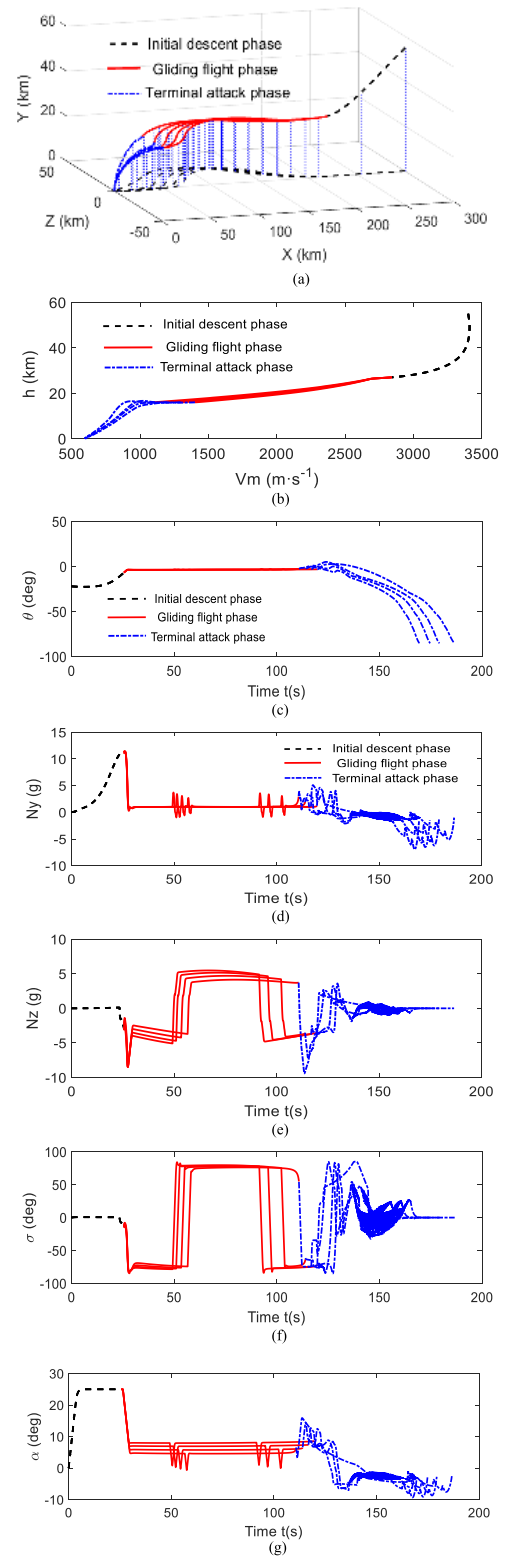 60
40
20
0
Y (km)
Initial descent phase
Gliding flight phase
Terminal attack phase
50
0
-50
Z (km)
0
50
100
150
200
250
300
X (km)
(a)
60
40
20
0
h (km)
Initial descent phase
Gliding flight phase
Terminal attack phase
500 1000 1500 2000 2500 3000 3500
Vm (m·s⁻¹)
(b)
50
0
-50
-100
θ (deg)
Initial descent phase
Gliding flight phase
Terminal attack phase
0 50 100 150 200
Time t(s)
(c)
15
10
5
0
-5
-10
Ny (g)
Initial descent phase
Gliding flight phase
Terminal attack phase
0 50 100 150 200
Time t(s)
(d)
10
5
0
-5
-10
Nz (g)
0 50 100 150 200
Time t(s)
(e)
100
50
0
-50
-100
σ (deg)
0 50 100 150 200
Time t(s)
(f)
30
20
10
0
-10
α (deg)
0 50 100 150 200
Time t(s)
(g)